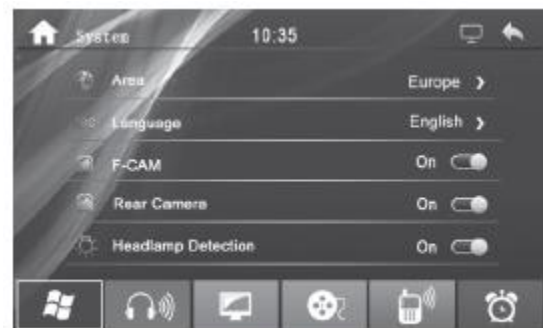 System 10:35
Area Europe
Language English
F-CAM On
Rear Camera On
Headlamp Detection On